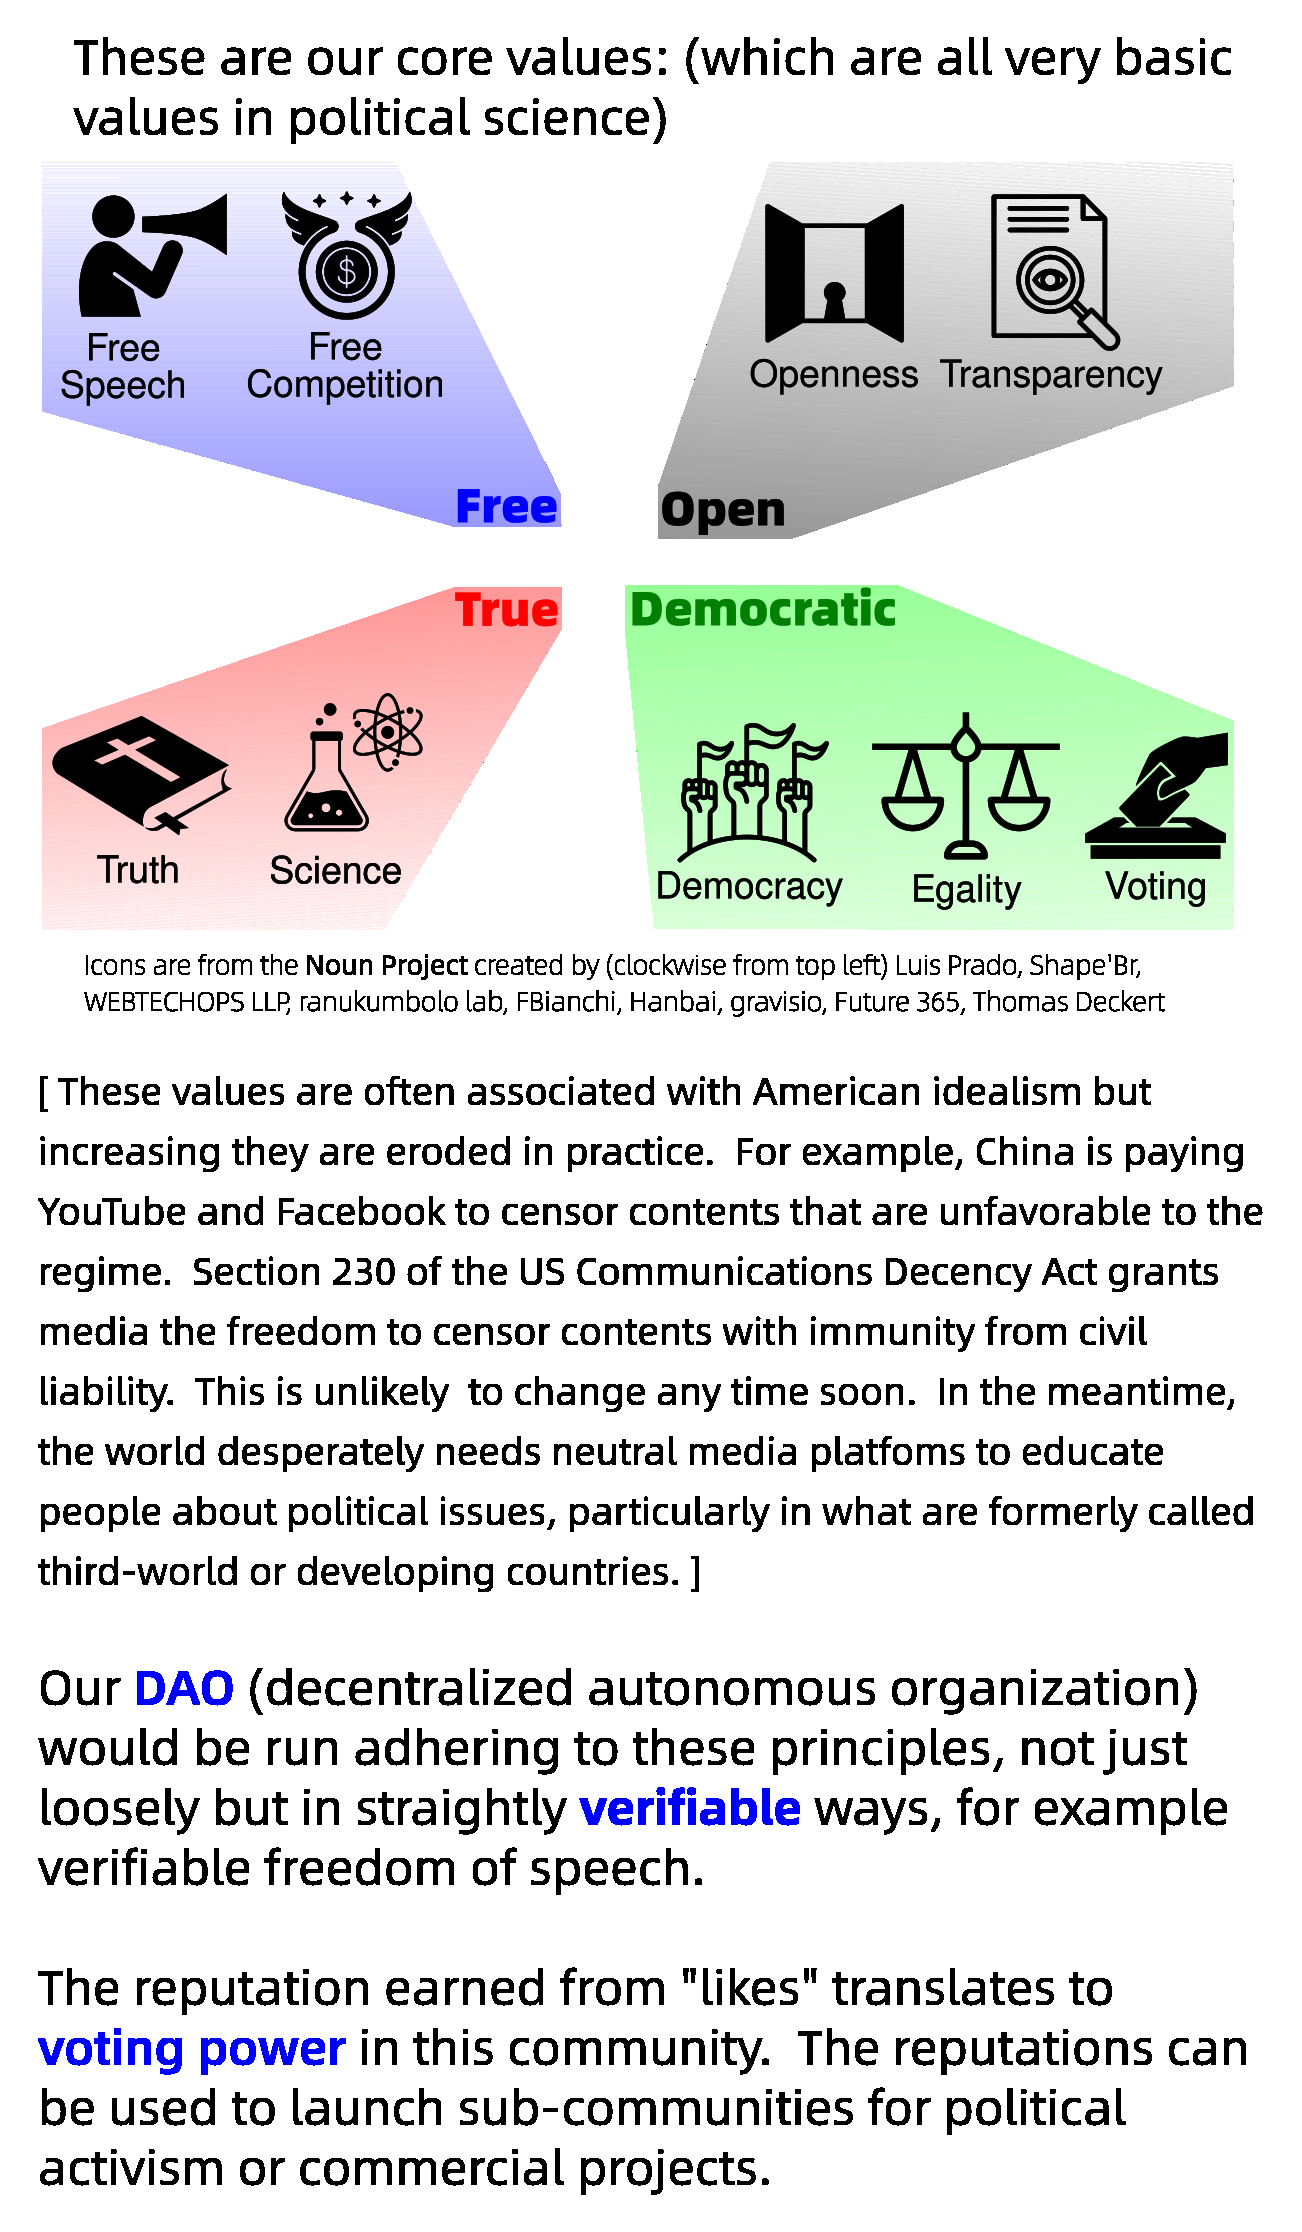 These are our core values: (which are all very basic
values in political science)
Free
Speech
Free
Competition
Free
Openness
Transparency
Open
True
Truth
Science
Democratic
Democracy
Egality
Voting
Icons are from the Noun Project created by (clockwise from top left) Luis Prado, Shape'Br,
WEBTECHOPS LLP, ranukumbolo lab, FBianchi, Hanbai, gravisio, Future 365, Thomas Deckert
[ These values are often associated with American idealism but
increasing they are eroded in practice.  For example, China is paying
YouTube and Facebook to censor contents that are unfavorable to the
regime.  Section 230 of the US Communications Decency Act grants
media the freedom to censor contents with immunity from civil
liability.  This is unlikely  to change any time soon.  In the meantime,
the world desperately needs neutral media platfoms to educate
people about political issues, particularly in what are formerly called
third-world or developing countries. ]
Our DAO (decentralized autonomous organization)
would be run adhering to these principles, not just
loosely but in straightly verifiable ways, for example
verifiable freedom of speech.
The reputation earned from "likes" translates to
voting power in this community.  The reputations can
be used to launch sub-communities for political
activism or commercial projects.